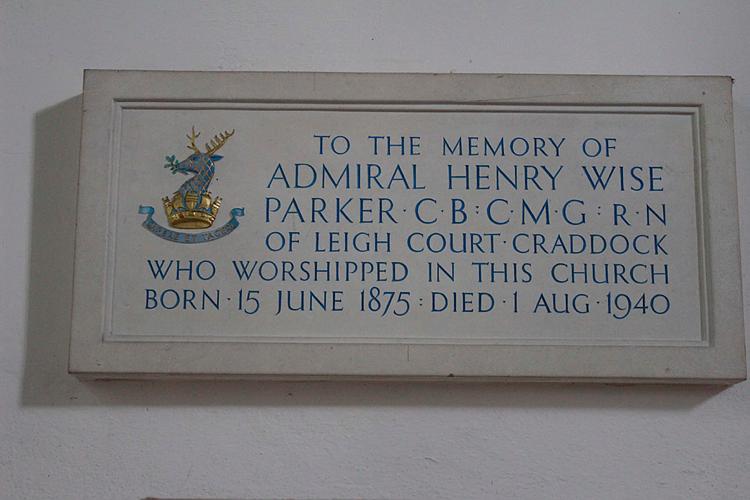 TO THE MEMORY OF
ADMIRAL HENRY WISE
PARKER·C·B:C·M·G:R·N
OF LEIGH COURT·CRADDOCK
WHO WORSHIPPED IN THIS CHURCH
BORN·15 JUNE 1875:DIED·1 AUG·1940